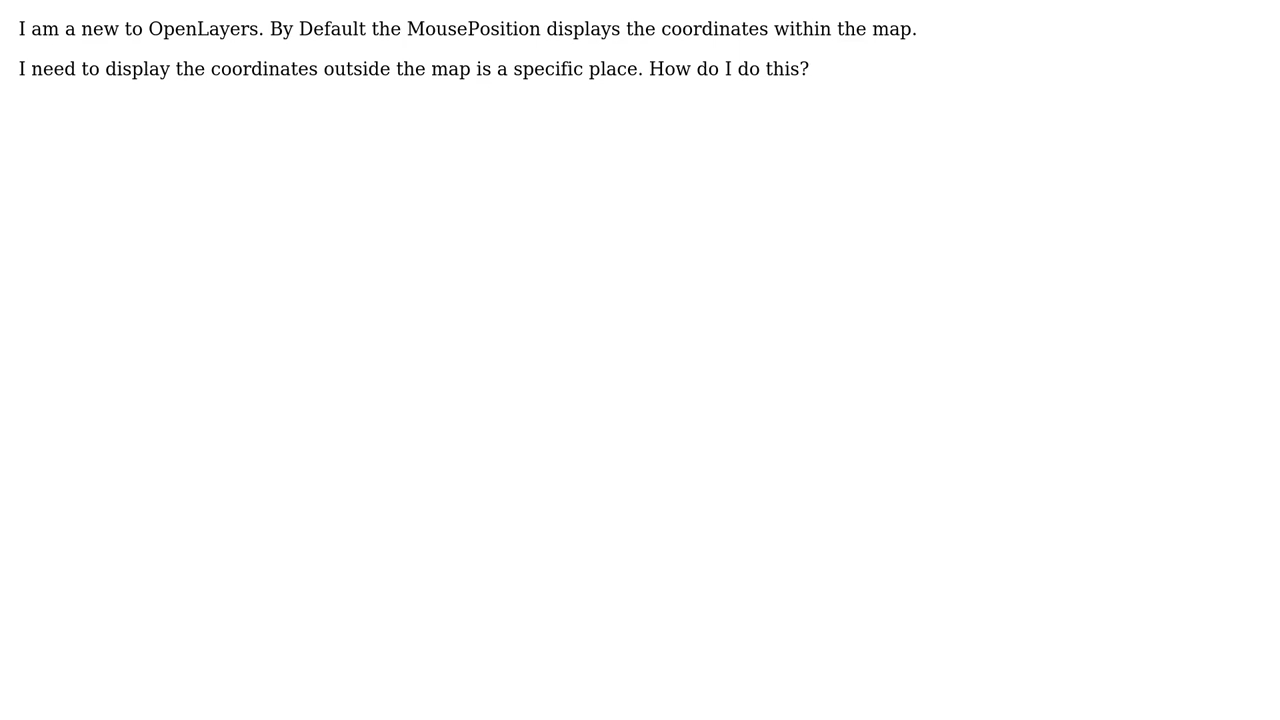 I am a new to OpenLayers. By Default the MousePosition displays the coordinates within the map.
I need to display the coordinates outside the map is a specific place. How do I do this?